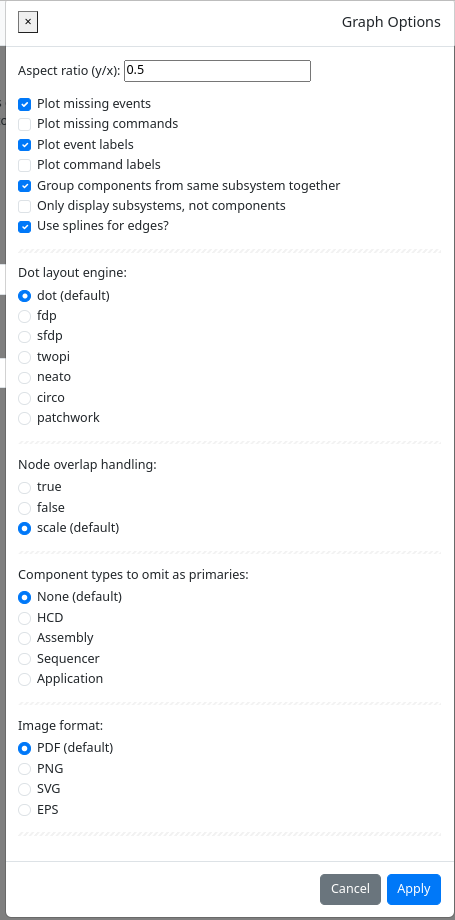 × Graph Options
Aspect ratio (y/x): 0.5
Plot missing events
Plot missing commands
Plot event labels
Plot command labels
Group components from same subsystem together
Only display subsystems, not components
Use splines for edges?
Dot layout engine:
dot (default)
fdp
sfdp
twopi
neato
circo
patchwork
Node overlap handling:
true
false
scale (default)
Component types to omit as primaries:
None (default)
HCD
Assembly
Sequencer
Application
Image format:
PDF (default)
PNG
SVG
EPS
Cancel Apply